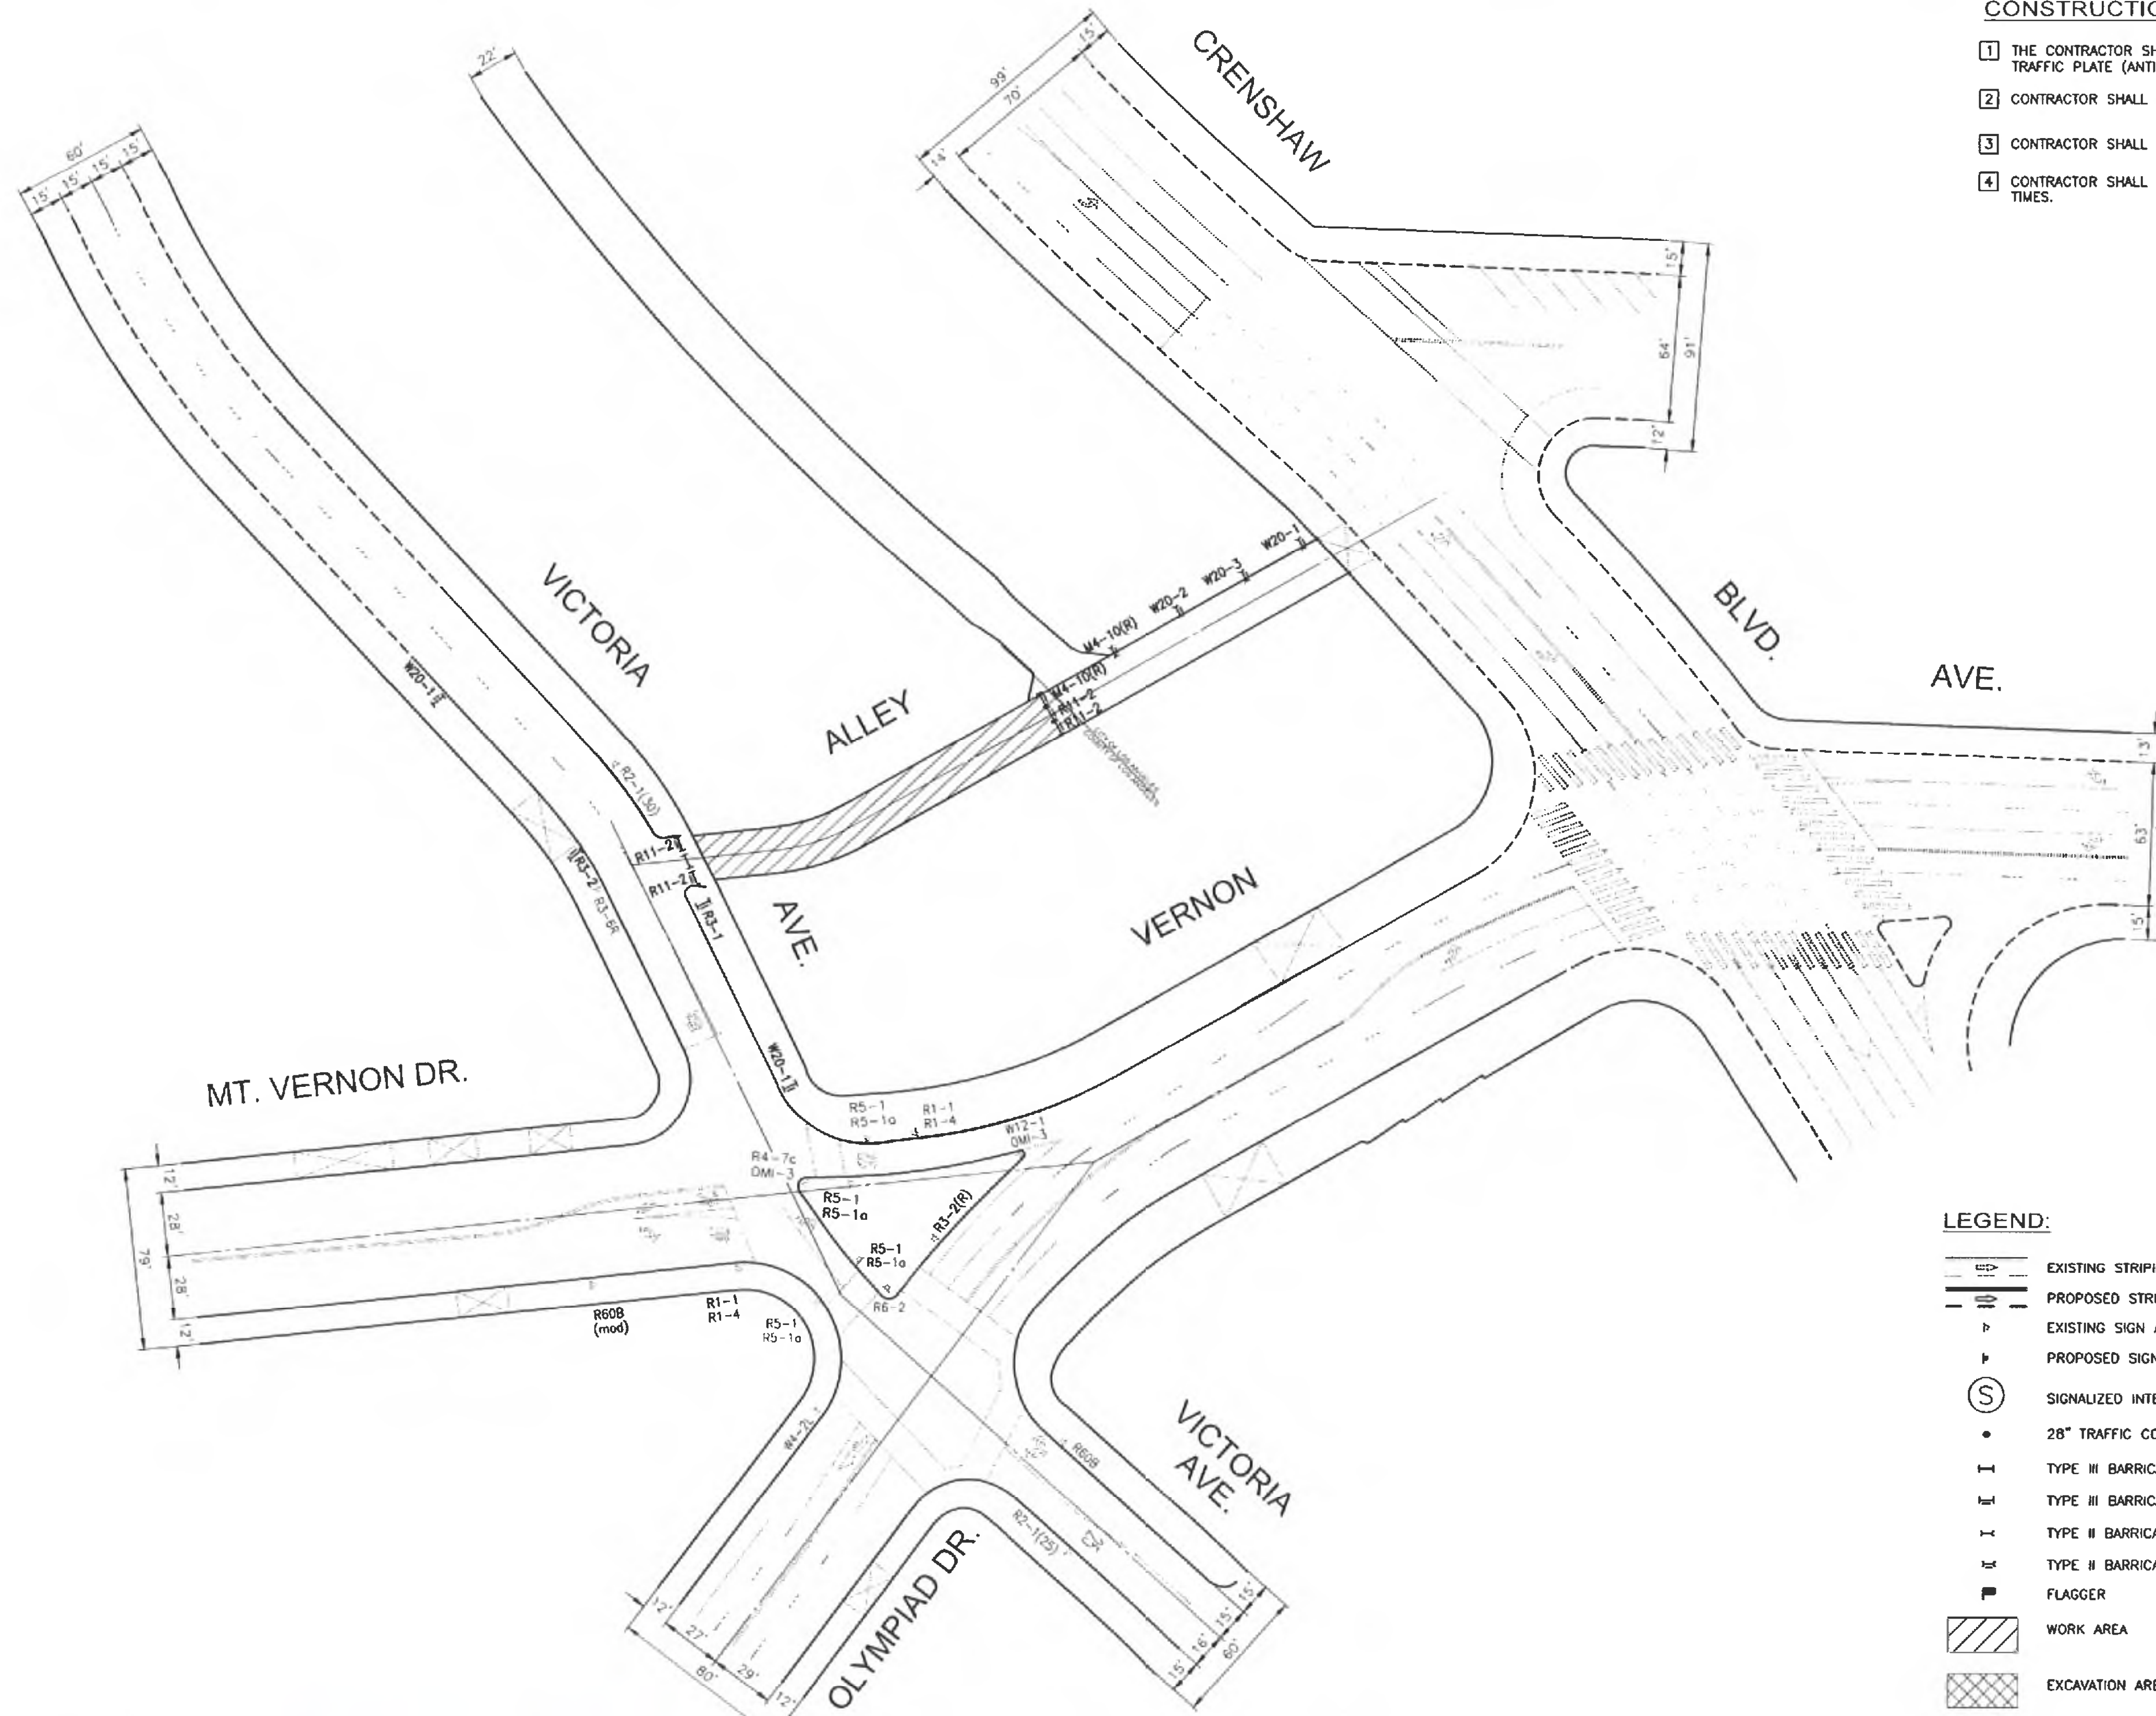 CONSTRUCTIO
1 THE CONTRACTOR SH
TRAFFIC PLATE (ANTI
2 CONTRACTOR SHALL
3 CONTRACTOR SHALL
4 CONTRACTOR SHALL
TIMES.
22'
15'
99'
70'
14'
CRENSHAW
60'
15' 15' 15' 15'
15'
64'
91'
12'
W20-1
W20-3
W20-2
M4-10(R)
M4-10(R)
R11-2
R11-2
VICTORIA
W20-1
ALLEY
BLVD.
AVE.
13'
63'
15'
R2-1(30)
R11-2
R11-2
R3-1
R3-2
R3-6R
AVE.
VERNON
W20-1
MT. VERNON DR.
R5-1
R5-1a
R1-1
R1-4
W12-1
OMI-3
R4-7c
OMI-3
R5-1
R5-1a
R3-2(R)
R5-1
R5-1a
R6-2
12'
28'
79'
28'
12'
R60B
(mod)
R1-1
R1-4
R5-1
R5-1a
W4-2L
R60B
VICTORIA
AVE.
R2-1(25)
OLYMPIAD DR.
12'
27'
80'
29'
12'
15'
15'
16'
60'
15'
LEGEND:
EXISTING STRIPI
PROPOSED STRI
EXISTING SIGN
PROPOSED SIGN
S SIGNALIZED INTE
28" TRAFFIC CO
TYPE III BARRIC
TYPE III BARRIC
TYPE II BARRICA
TYPE II BARRICA
FLAGGER
WORK AREA
EXCAVATION ARE